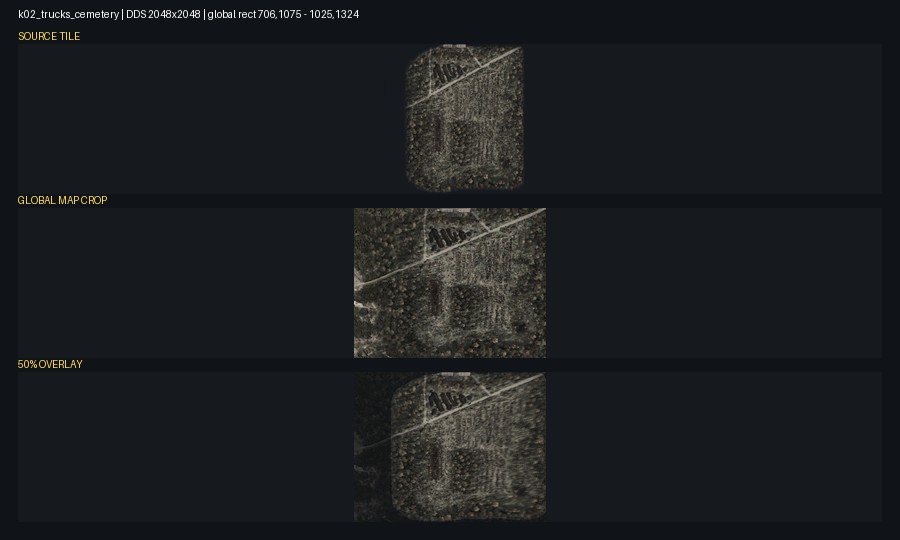 k02_trucks_cemetery | DDS 2048x2048 | global rect 706,1075 - 1025,1324
SOURCE TILE
GLOBAL MAP CROP
50% OVERLAY